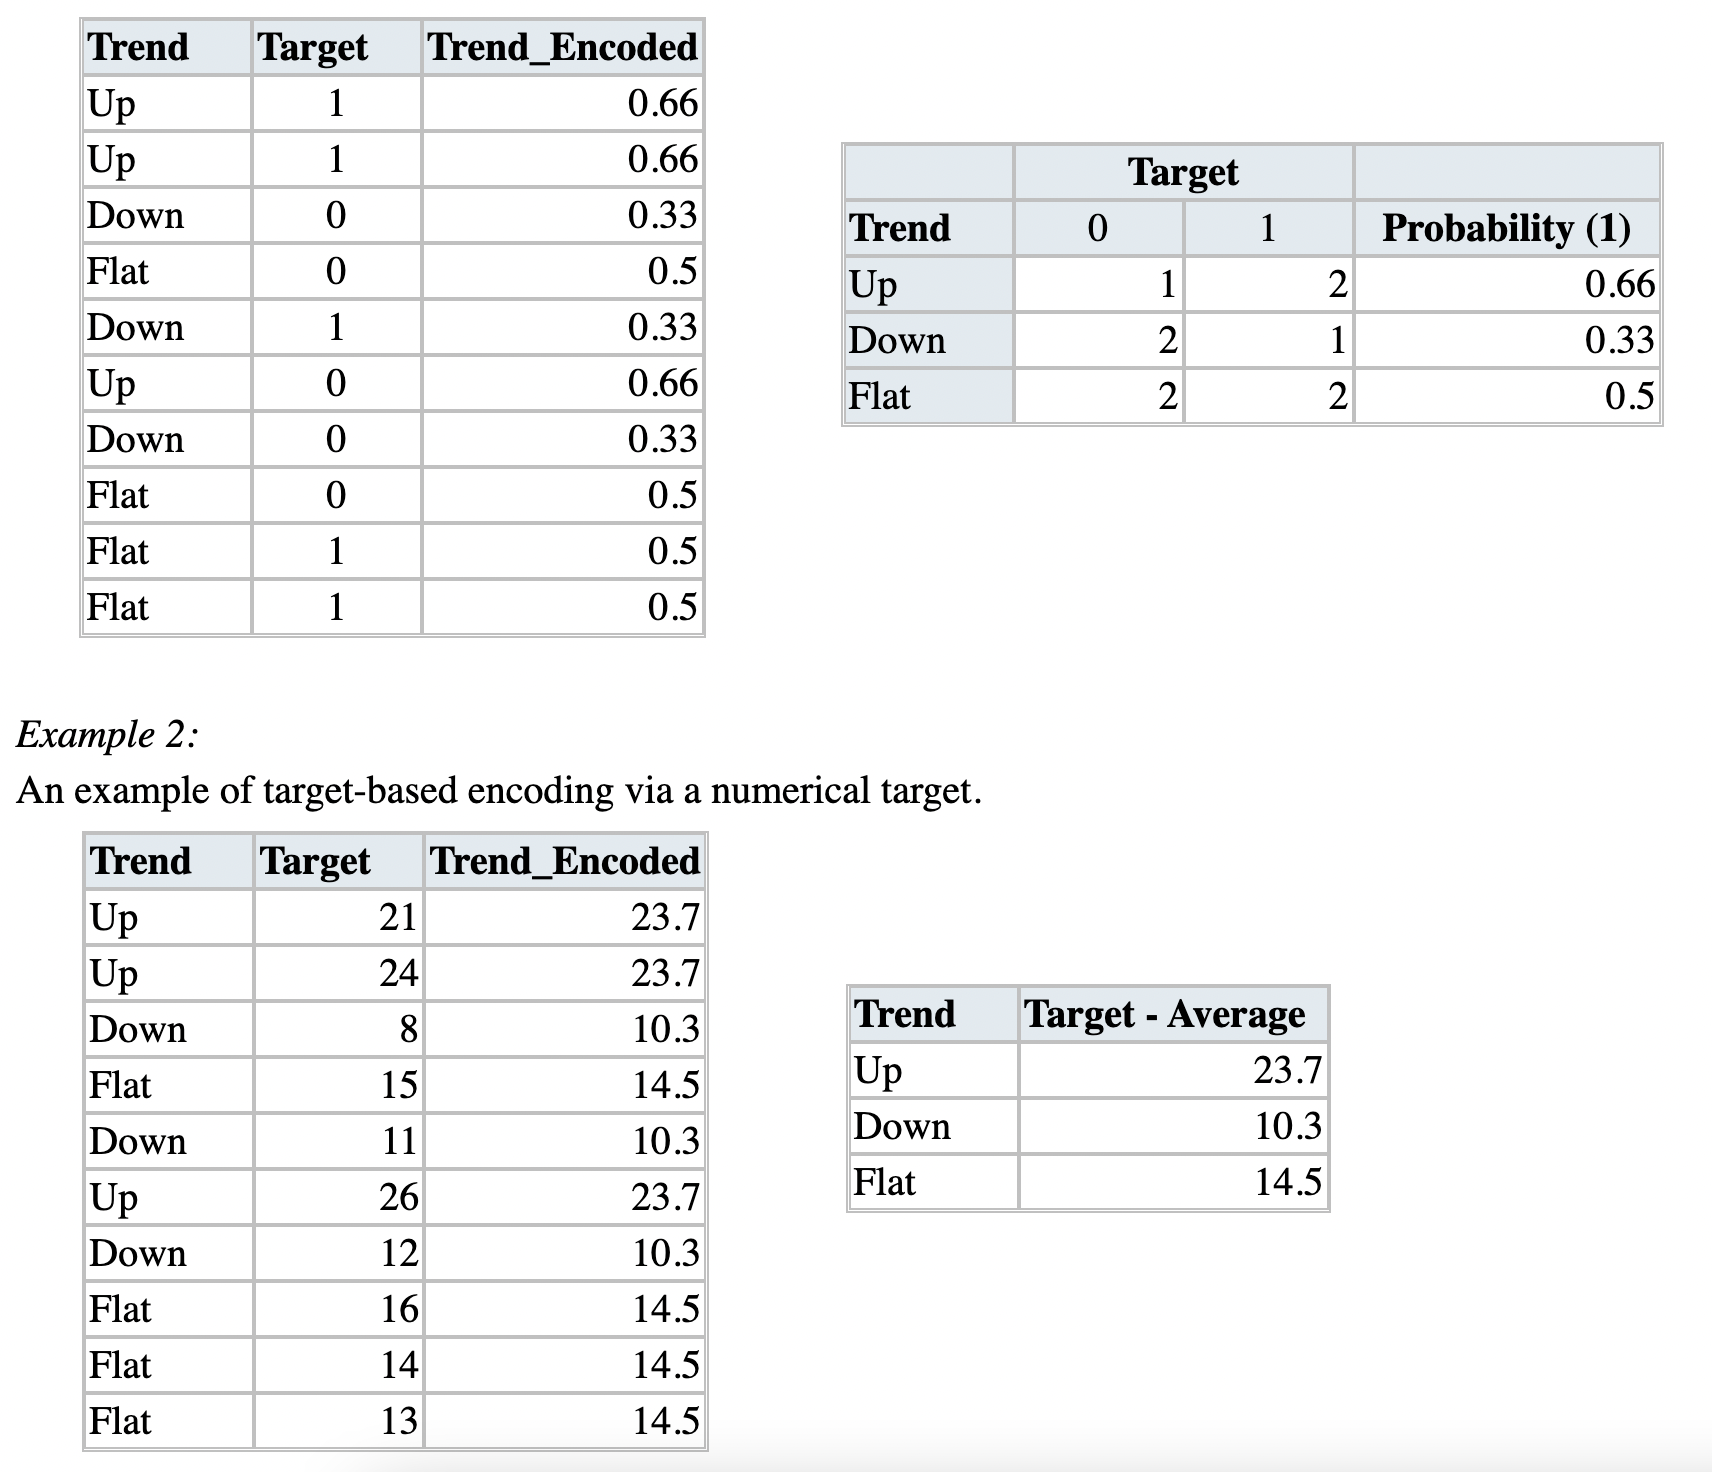 Trend Target Trend_Encoded
Up 1 0.66
Up 1 0.66
Down 0 0.33
Flat 0 0.5
Down 1 0.33
Up 0 0.66
Down 0 0.33
Flat 0 0.5
Flat 1 0.5
Flat 1 0.5
Target
Trend 0 1 Probability (1)
Up 1 2 0.66
Down 2 1 0.33
Flat 2 2 0.5
Example 2:
An example of target-based encoding via a numerical target.
Trend Target Trend_Encoded
Up 21 23.7
Up 24 23.7
Down 8 10.3
Flat 15 14.5
Down 11 10.3
Up 26 23.7
Down 12 10.3
Flat 16 14.5
Flat 14 14.5
Flat 13 14.5
Trend Target - Average
Up 23.7
Down 10.3
Flat 14.5